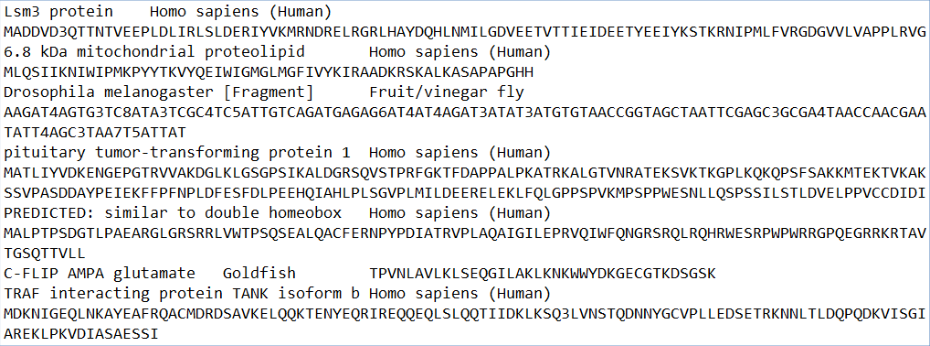 Lsm3 protein    Homo sapiens (Human)
MADDVD3QTTNTVEEPLDLIRLSLDERIYVKMRNDRELRGRLHAYDQHLNMILGDVEETVTTIEIDEETYEEIYKSTKRNIPMLFVRGDGVVLVAPPLRVG
6.8 kDa mitochondrial proteolipid    Homo sapiens (Human)
MLQSIIKNIWIPMKPYYTKVYQEIWIGMGLMGFIVYKIRAADKRSKALKASAPAPGHH
Drosophila melanogaster [Fragment]    Fruit/vinegar fly
AAGAT4AGTG3TC8ATA3TCGC4TC5ATTGTCAGATGAGAG6AT4AT4AGAT3ATAT3ATGTGTAACCGGTAGCTAATTCGAGC3GCGA4TAACCAACGAA
TATT4AGC3TAA7T5ATTAT
pituitary tumor-transforming protein 1  Homo sapiens (Human)
MATLIYVDKENGEPGTRVVAKDGLKLGSGPSIKALDGRSQVSTPRFGKTFDAPPALPKATRKALGTVNRATEKSVKTKGPLKQKQPSFSAKKMTEKTVKAK
SSVPASDDAYPEIEKFFPFNPLDFESFDLPEEHQIAHLPLSGVPLMILDEERELEKLFQLGPPSPVKMPSPPWESNLLQSPSSILSTLDVELPPVCCDIDI
PREDICTED: similar to double homeobox   Homo sapiens (Human)
MALPTPSDGTLPAEARGLGRSRRLVWTPSQSEALQACFERNPYPDIATRVPLAQAIGILEPRVQIWFQNGRSRQLRQHRWESRPWPWRRGPQEGRRKRTAV
TGSQTTVLL
C-FLIP AMPA glutamate   Goldfish    TPVNLAVLKLSEQGILAKLKNKWWYDKGECGTKDSGSK
TRAF interacting protein TANK isoform b Homo sapiens (Human)
MDKNIGEQLNKAYEAFRQACMDRDSAVKELQQKTENYEQRIREQQEQLSLQQTIIDKLKSQ3LVNSTQDNNYGCVPLLEDSETRKNNLTLDQPQDKVISGI
AREKLPKVDIASAESSI